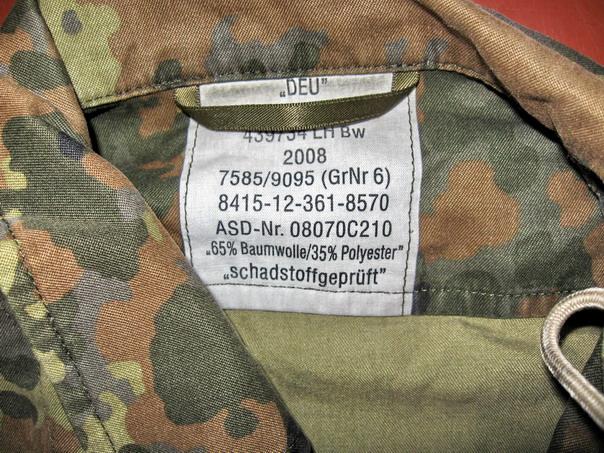 „DEU"
439754 LH Bw
2008
7585/9095 (GrNr 6)
8415-12-361-8570
ASD-Nr. 08070C210
„65% Baumwolle/35% Polyester"
„schadstoffgeprüft"